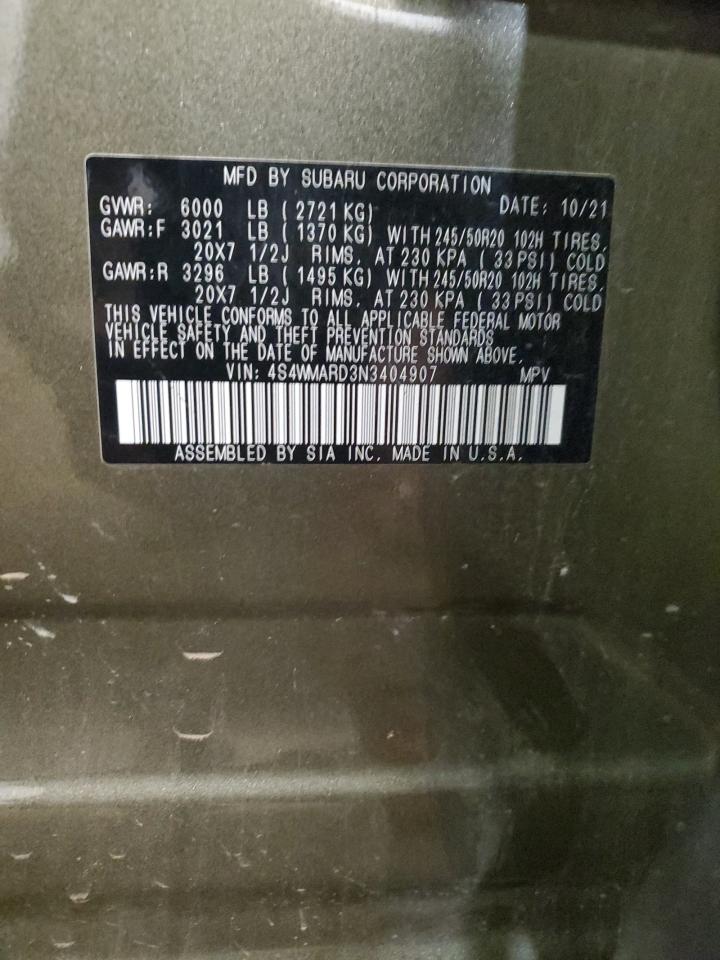 MFD BY SUBARU CORPORATION
GVWR: 6000 LB ( 2721 KG) DATE: 10/21
GAWR:F 3021 LB ( 1370 KG) WITH 245/50R20 102H TIRES,
20X7 1/2J RIMS, AT 230 KPA ( 33 PSI) COLD
GAWR:R 3296 LB ( 1495 KG) WITH 245/50R20 102H TIRES,
20X7 1/2J RIMS, AT 230 KPA ( 33 PSI) COLD
THIS VEHICLE CONFORMS TO ALL APPLICABLE FEDERAL MOTOR
VEHICLE SAFETY AND THEFT PREVENTION STANDARDS
IN EFFECT ON THE DATE OF MANUFACTURE SHOWN ABOVE.
VIN: 4S4WMARD3N3404907 MPV
ASSEMBLED BY SIA INC. MADE IN U.S.A.